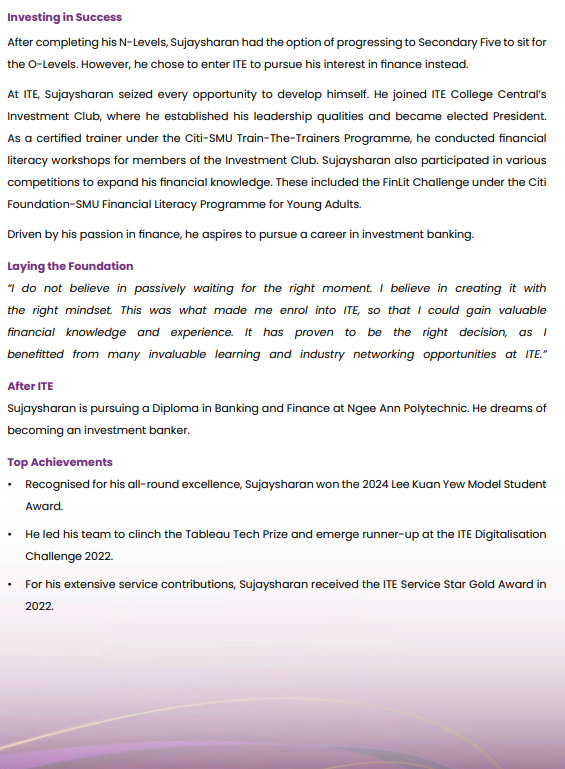 Investing in Success
After completing his N-Levels, Sujaysharan had the option of progressing to Secondary Five to sit for
the O-Levels. However, he chose to enter ITE to pursue his interest in finance instead.
At ITE, Sujaysharan seized every opportunity to develop himself. He joined ITE College Central's
Investment Club, where he established his leadership qualities and became elected President.
As a certified trainer under the Citi-SMU Train-The-Trainers Programme, he conducted financial
literacy workshops for members of the Investment Club. Sujaysharan also participated in various
competitions to expand his financial knowledge. These included the FinLit Challenge under the Citi
Foundation-SMU Financial Literacy Programme for Young Adults.
Driven by his passion in finance, he aspires to pursue a career in investment banking.
Laying the Foundation
“I do not believe in passively waiting for the right moment. I believe in creating it with
the right mindset. This was what made me enrol into ITE, so that I could gain valuable
financial knowledge and experience. It has proven to be the right decision, as I
benefitted from many invaluable learning and industry networking opportunities at ITE.”
After ITE
Sujaysharan is pursuing a Diploma in Banking and Finance at Ngee Ann Polytechnic. He dreams of
becoming an investment banker.
Top Achievements
• Recognised for his all-round excellence, Sujaysharan won the 2024 Lee Kuan Yew Model Student
Award.
• He led his team to clinch the Tableau Tech Prize and emerge runner-up at the ITE Digitalisation
Challenge 2022.
• For his extensive service contributions, Sujaysharan received the ITE Service Star Gold Award in
2022.